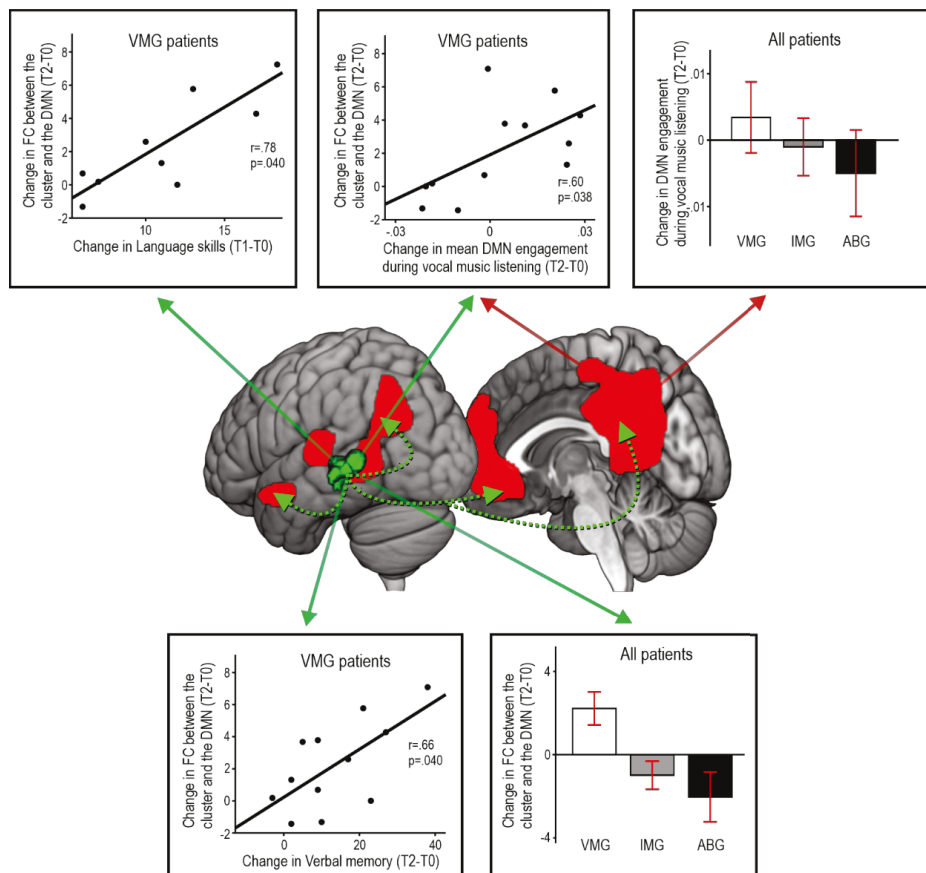 VMG patients
Change in FC between the
cluster and the DMN (T2-T0)
8
6
4
2
0
-2
r=.78
p=.040
10
15
Change in Language skills (T1-T0)
VMG patients
Change in FC between the
cluster and the DMN (T2-T0)
8
6
4
2
0
-2
r=.60
p=.038
-.03
0
.03
Change in mean DMN engagement
during vocal music listening (T2-T0)
All patients
Change in DMN engagement
during vocal music listening (T2-T0)
.01
0
-.01
VMG IMG ABG
VMG patients
Change in FC between the
cluster and the DMN (T2-T0)
8
6
4
2
0
-2
r=.66
p=.040
0
20
40
Change in Verbal memory (T2-T0)
All patients
Change in FC between the
cluster and the DMN (T2-T0)
4
0
-4
VMG IMG ABG